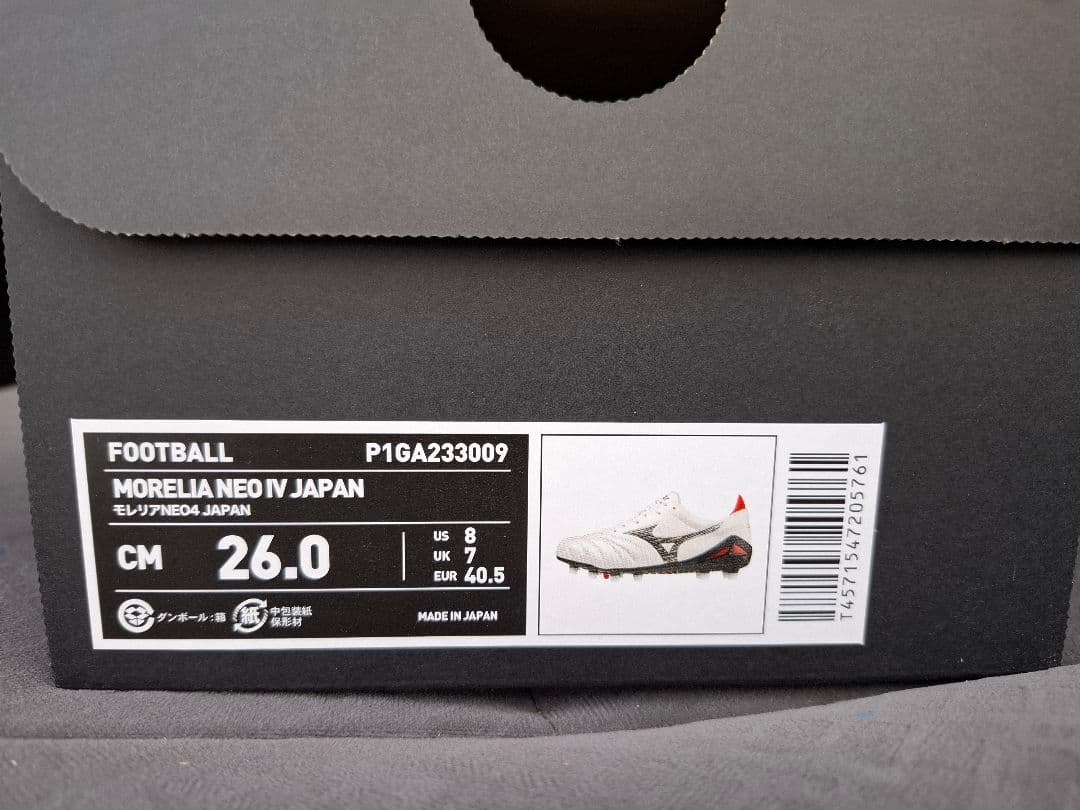 FOOTBALL P1GA233009
MORELIA NEO IV JAPAN
モレリアNEO4 JAPAN
CM 26.0
US 8
UK 7
EUR 40.5
ダンボール:箱 紙 中包装紙
保形材
MADE IN JAPAN
T4571547205761